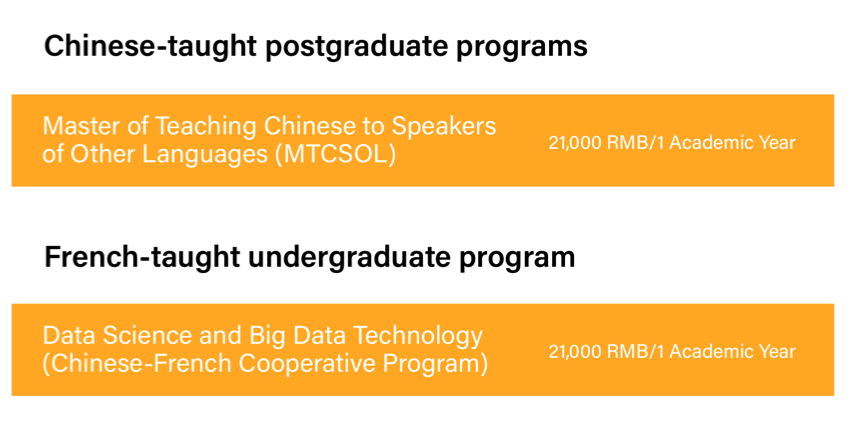 Chinese-taught postgraduate programs
Master of Teaching Chinese to Speakers
of Other Languages (MTCSOL)
21,000 RMB/1 Academic Year
French-taught undergraduate program
Data Science and Big Data Technology
(Chinese-French Cooperative Program)
21,000 RMB/1 Academic Year